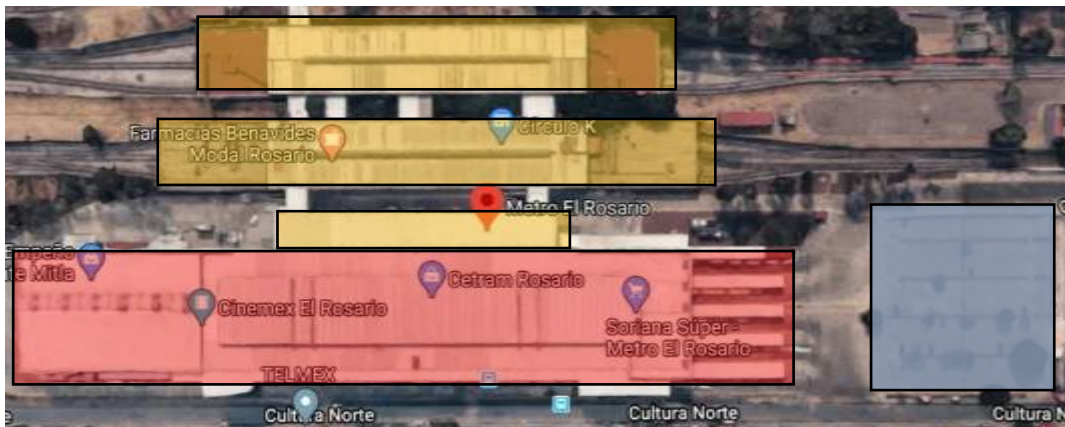 Farmacias Benavides
Modal Rosario
Circulo K
Metro El Rosario
Empeño
te Mitla
Cetram Rosario
Cinemex El Rosario
Soriana Súper -
Metro El Rosario
TELMEX
Cultura Norte
Cultura Norte
Cultura N